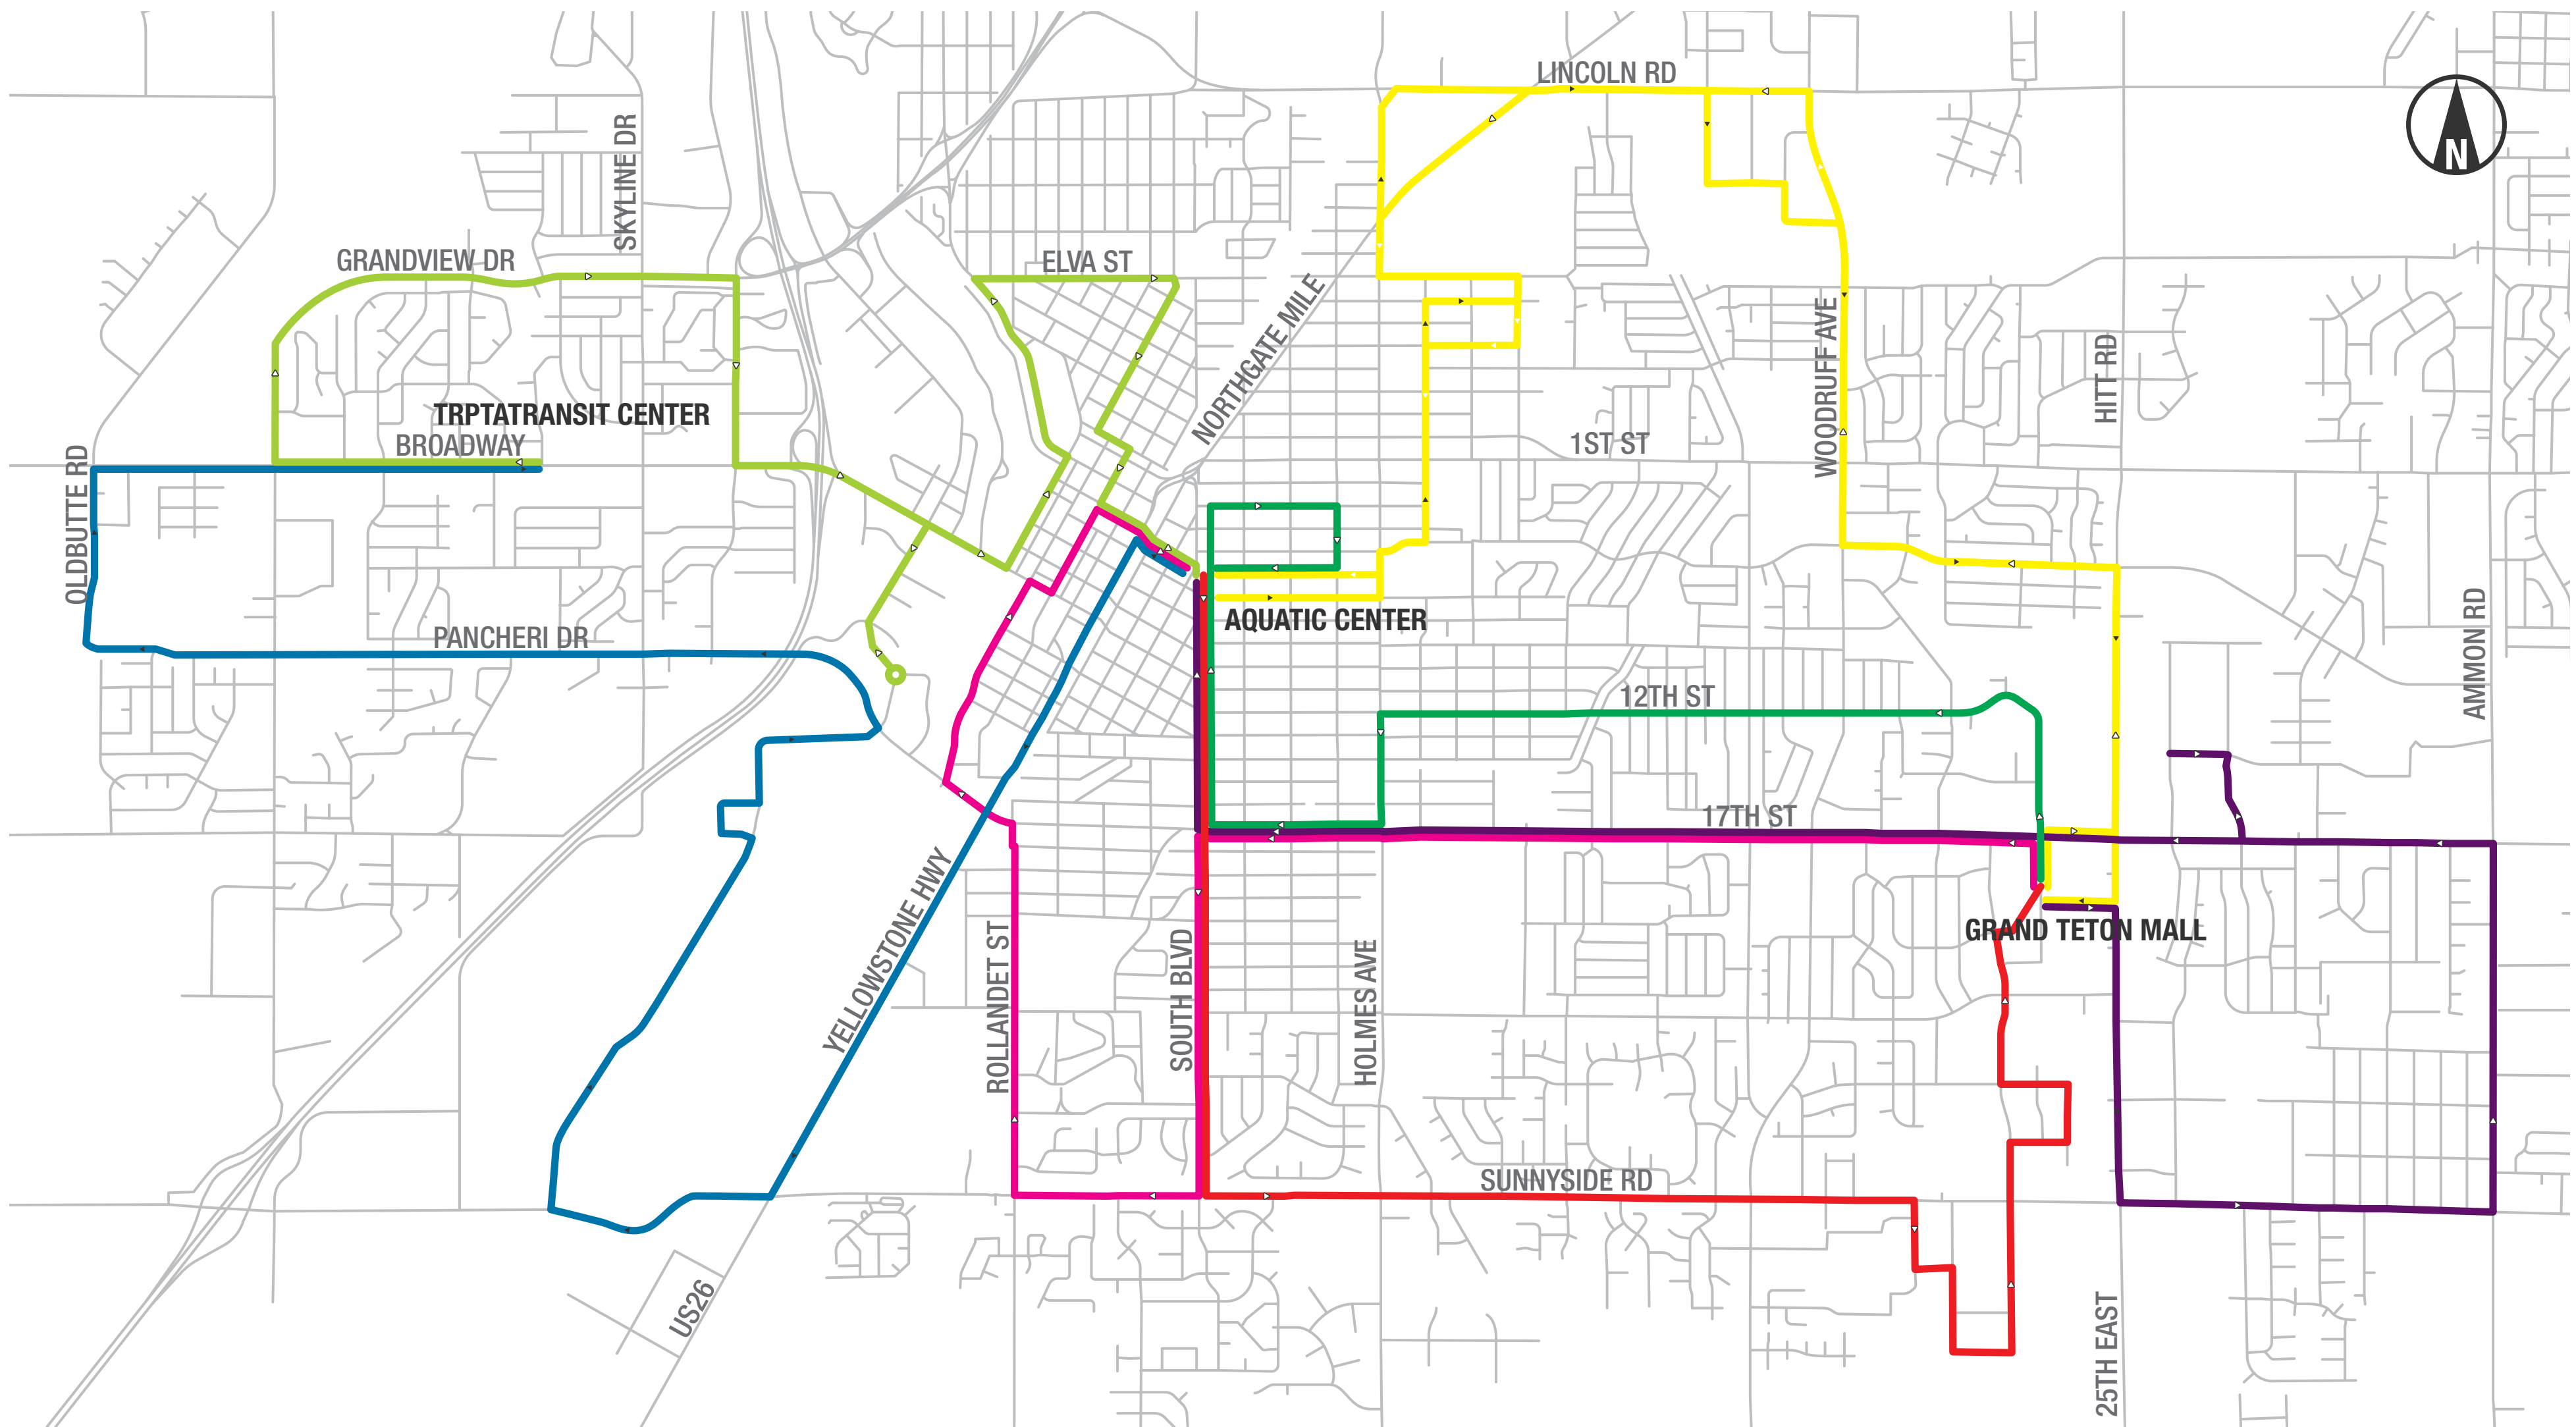 LINCOLN RD
N
SKYLINE DR
GRANDVIEW DR
ELVA ST
NORTHGATE MILE
WOODRUFF AVE
HITT RD
TRPTATRANSIT CENTER
BROADWAY
1ST ST
OLDBUTTE RD
AQUATIC CENTER
PANCHERI DR
AMMON RD
12TH ST
17TH ST
YELLOWSTONE HWY
ROLLANDET ST
SOUTH BLVD
HOLMES AVE
GRAND TETON MALL
SUNNYSIDE RD
US26
25TH EAST